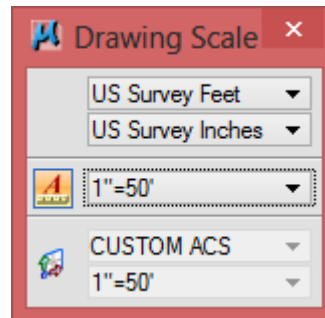 Drawing Scale
US Survey Feet
US Survey Inches
A
1"=50'
CUSTOM ACS
1"=50'